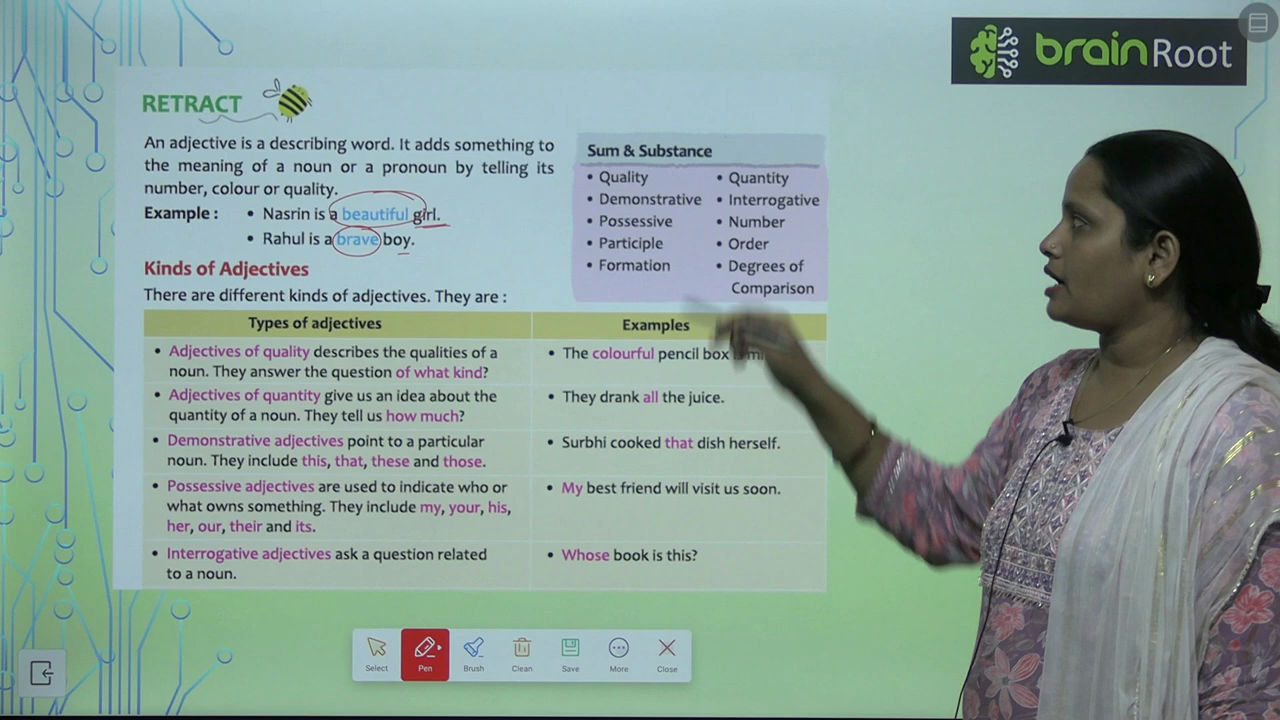 brainRoot
RETRACT
An adjective is a describing word. It adds something to
the meaning of a noun or a pronoun by telling its
number, colour or quality.
Example : • Nasrin is a beautiful girl.
• Rahul is a brave boy.
Sum & Substance
• Quality • Quantity
• Demonstrative • Interrogative
• Possessive • Number
• Participle • Order
• Formation • Degrees of
Comparison
Kinds of Adjectives
There are different kinds of adjectives. They are :
Types of adjectives Examples
• Adjectives of quality describes the qualities of a
noun. They answer the question of what kind?
• The colourful pencil box
• Adjectives of quantity give us an idea about the
quantity of a noun. They tell us how much?
• They drank all the juice.
• Demonstrative adjectives point to a particular
noun. They include this, that, these and those.
• Surbhi cooked that dish herself.
• Possessive adjectives are used to indicate who or
what owns something. They include my, your, his,
her, our, their and its.
• My best friend will visit us soon.
• Interrogative adjectives ask a question related
to a noun.
• Whose book is this?
Select Pen Brush Clean Save More Close